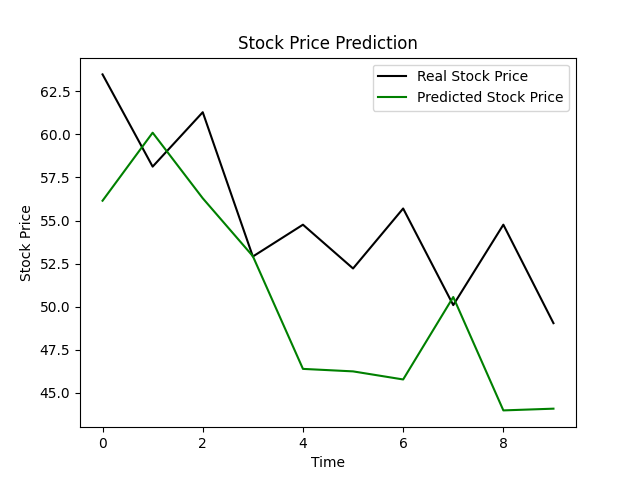 Stock Price Prediction
Real Stock Price
Predicted Stock Price
62.5
60.0
57.5
55.0
52.5
50.0
47.5
45.0
Stock Price
0 2 4 6 8
Time